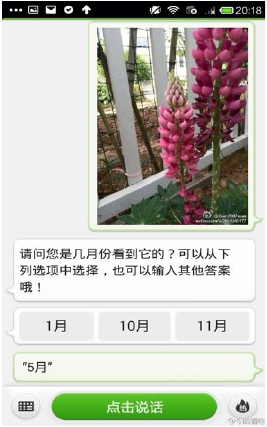 20:18
请问您是几月份看到它的？可以从下
列选项中选择，也可以输入其他答案
哦！
1月
10月
11月
“5月”
点击说话